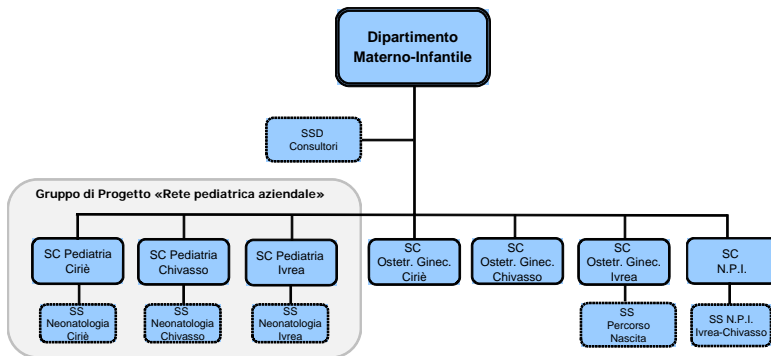 Dipartimento
Materno-Infantile
SSD
Consultori
Gruppo di Progetto «Rete pediatrica aziendale»
SC Pediatria
Ciriè
SC Pediatria
Chivasso
SC Pediatria
Ivrea
SC
Ostetr. Ginec.
Ciriè
SC
Ostetr. Ginec.
Chivasso
SC
Ostetr. Ginec.
Ivrea
SC
N.P.I.
SS
Neonatologia
Ciriè
SS
Neonatologia
Chivasso
SS
Neonatologia
Ivrea
SS
Percorso
Nascita
SS N.P.I.
Ivrea-Chivasso